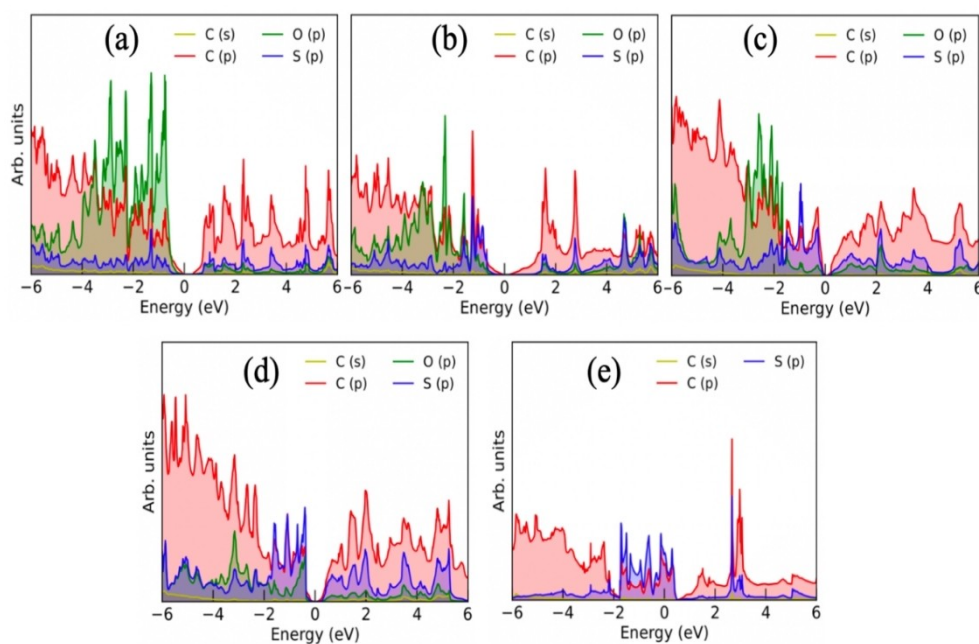 (a)
C (s) O (p)
C (p) S (p)
(b)
C (s) O (p)
C (p) S (p)
(c)
C (s) O (p)
C (p) S (p)
Arb. units
−6 −4 −2 0 2 4 6
−6 −4 −2 0 2 4 6
−6 −4 −2 0 2 4 6
Energy (eV)
Energy (eV)
Energy (eV)
(d)
C (s) O (p)
C (p) S (p)
(e)
C (s) S (p)
C (p)
Arb. units
Arb. units
−6 −4 −2 0 2 4 6
−6 −4 −2 0 2 4 6
Energy (eV)
Energy (eV)